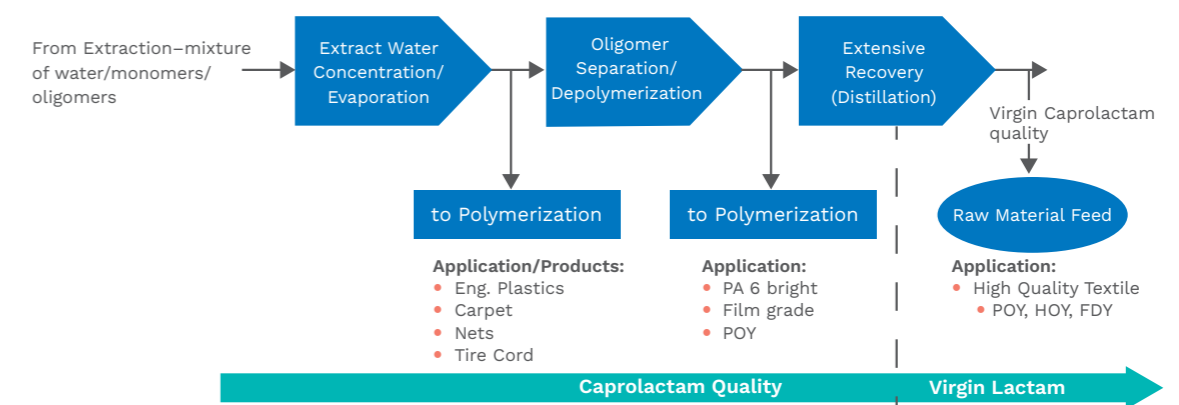 From Extraction–mixture
of water/monomers/
oligomers
Extract Water
Concentration/
Evaporation
Oligomer
Separation/
Depolymerization
Extensive
Recovery
(Distillation)
Virgin Caprolactam
quality
to Polymerization
to Polymerization
Raw Material Feed
Application/Products:
• Eng. Plastics
• Carpet
• Nets
• Tire Cord
Application:
• PA 6 bright
• Film grade
• POY
Application:
• High Quality Textile
• POY, HOY, FDY
Caprolactam Quality
Virgin Lactam